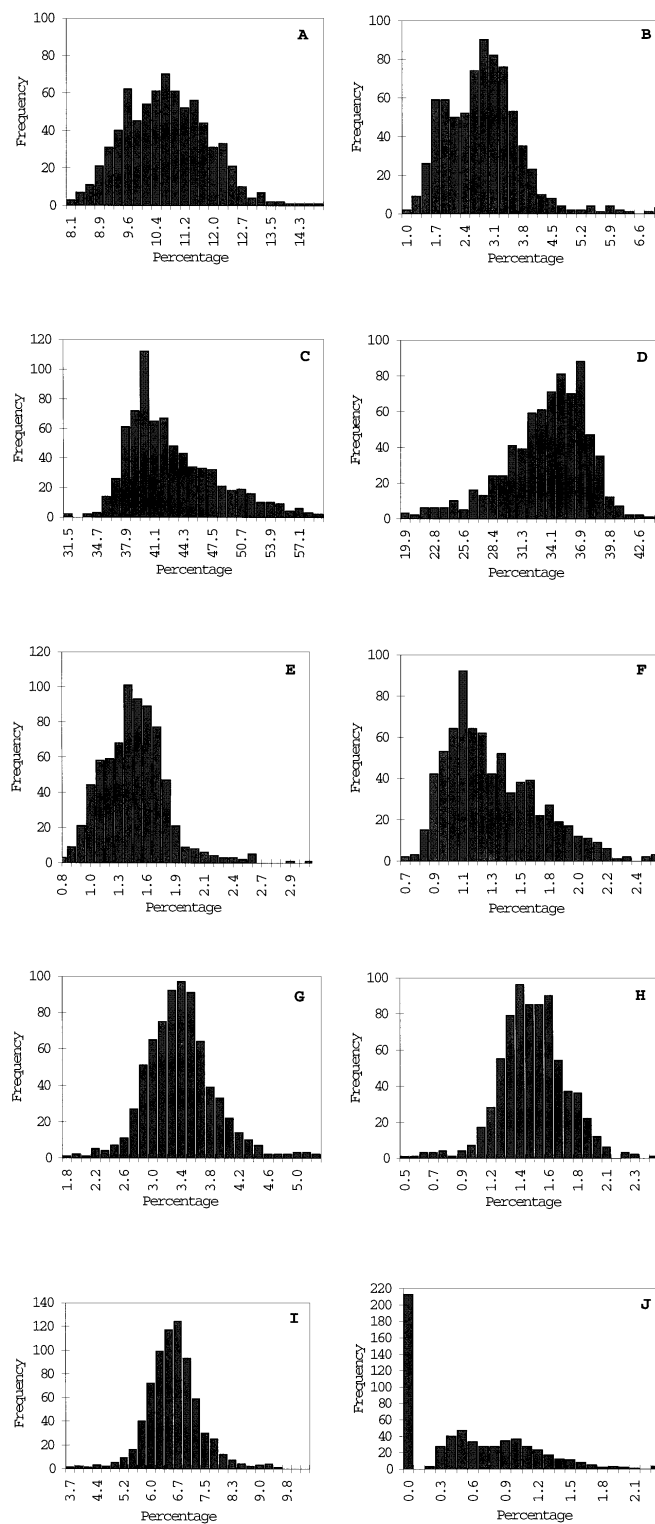 A
100
80
60
40
20
0
Frequency
8.1 8.9 9.6 10.4 11.2 12.0 12.7 13.5 14.3
Percentage
B
100
80
60
40
20
0
Frequency
1.0 1.7 2.4 3.1 3.8 4.5 5.2 5.9 6.6
Percentage
C
120
100
80
60
40
20
0
Frequency
31.5 34.7 37.9 41.1 44.3 47.5 50.7 53.9 57.1
Percentage
D
100
80
60
40
20
0
Frequency
19.9 22.8 25.6 28.4 31.3 34.1 36.9 39.8 42.6
Percentage
E
120
100
80
60
40
20
0
Frequency
0.8 1.0 1.3 1.6 1.9 2.1 2.4 2.7 2.9
Percentage
F
100
80
60
40
20
0
Frequency
0.7 0.9 1.1 1.3 1.5 1.8 2.0 2.2 2.4
Percentage
G
100
80
60
40
20
0
Frequency
1.8 2.2 2.6 3.0 3.4 3.8 4.2 4.6 5.0
Percentage
H
100
80
60
40
20
0
Frequency
0.5 0.7 0.9 1.2 1.4 1.6 1.8 2.1 2.3
Percentage
I
140
120
100
80
60
40
20
0
Frequency
3.7 4.4 5.2 6.0 6.7 7.5 8.3 9.0 9.8
Percentage
J
220
200
180
160
140
120
100
80
60
40
20
0
Frequency
0.0 0.3 0.6 0.9 1.2 1.5 1.8 2.1
Percentage